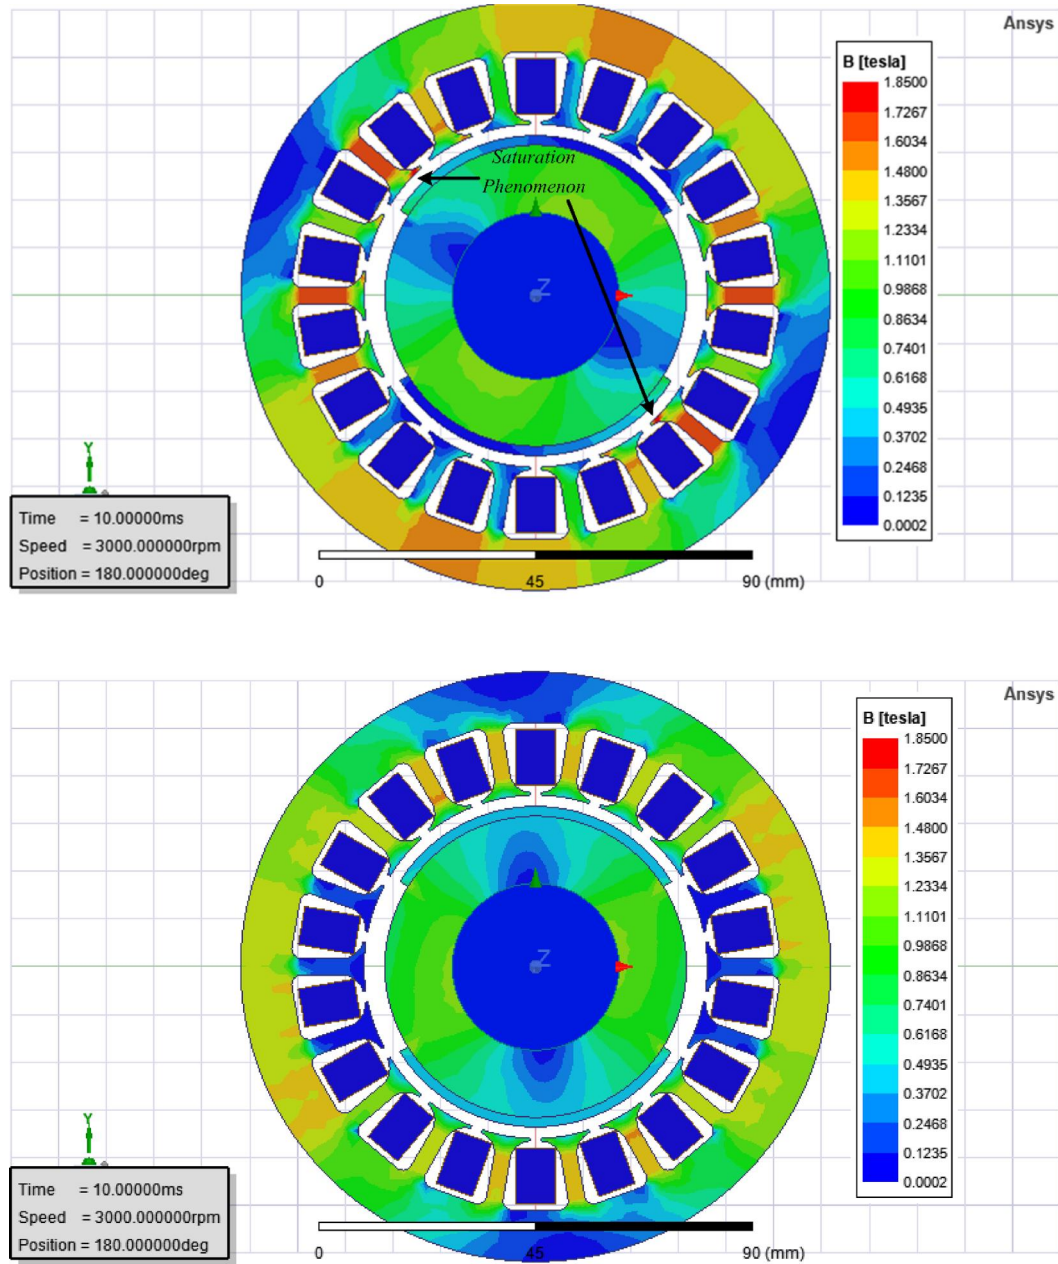 Ansys
B [tesla]
1.8500
1.7267
1.6034
1.4800
1.3567
1.2334
1.1101
0.9868
0.8634
0.7401
0.6168
0.4935
0.3702
0.2468
0.1235
0.0002
Saturation
Phenomenon
Z
Y
Time = 10.00000ms
Speed = 3000.000000rpm
Position = 180.000000deg
0 45 90 (mm)
Ansys
B [tesla]
1.8500
1.7267
1.6034
1.4800
1.3567
1.2334
1.1101
0.9868
0.8634
0.7401
0.6168
0.4935
0.3702
0.2468
0.1235
0.0002
Z
Y
Time = 10.00000ms
Speed = 3000.000000rpm
Position = 180.000000deg
0 45 90 (mm)